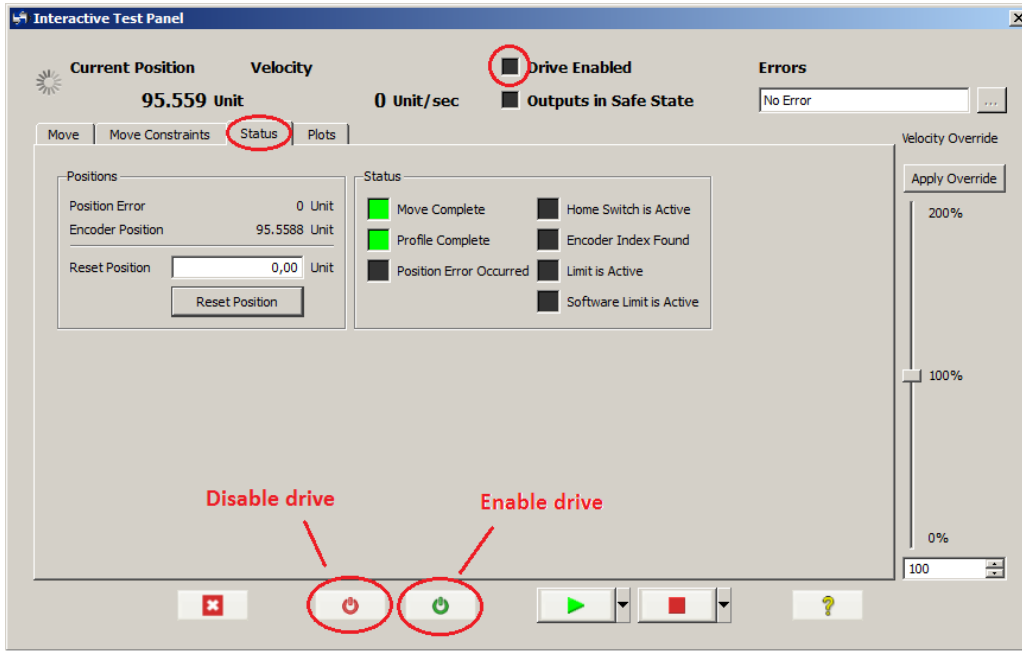 Interactive Test Panel
Current Position Velocity Drive Enabled Errors
95.559 Unit 0 Unit/sec Outputs in Safe State No Error ...
Move Move Constraints Status Plots
Velocity Override
Apply Override
Positions
Position Error 0 Unit
Encoder Position 95.5588 Unit
Reset Position 0,00 Unit
Reset Position
Status
Move Complete Home Switch is Active
Profile Complete Encoder Index Found
Position Error Occurred Limit is Active
Software Limit is Active
200%
100%
0%
100
Disable drive Enable drive
?